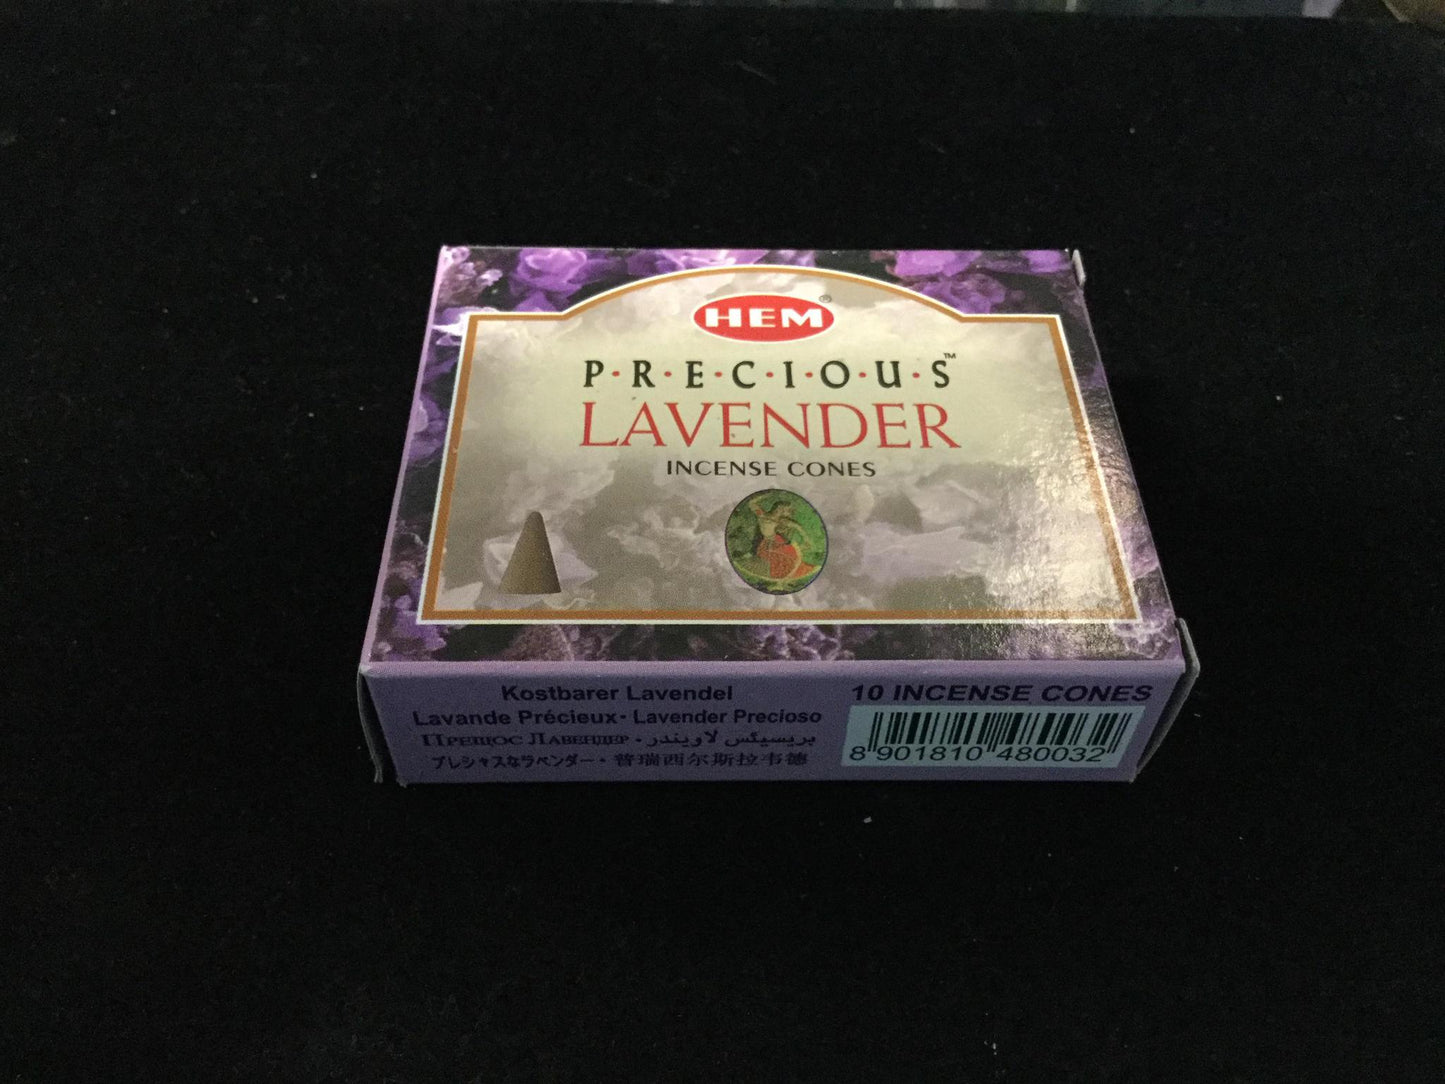 HEM®
P·R·E·C·I·O·U·S™
LAVENDER
INCENSE CONES
Kostbarer Lavendel
Lavande Précieux · Lavender Precioso
Прешос Лавендер · بريسيئس لاويندر
プレシャスなラベンダー · 普瑞西尔斯拉韦德
10 INCENSE CONES
8 901810 480032